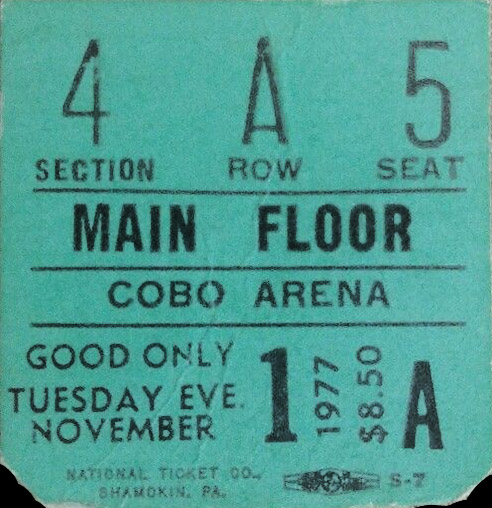 4 A 5
SECTION ROW SEAT
MAIN FLOOR
COBO ARENA
GOOD ONLY
TUESDAY EVE.
NOVEMBER
1
1977
$8.50
A
NATIONAL TICKET CO.,
SHAMOKIN, PA.
S-7